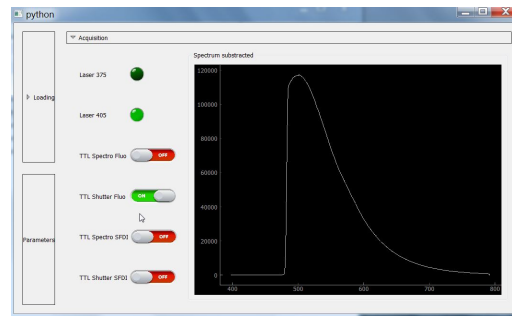 python
Acquisition
Loading
Parameters
Laser 375
Laser 405
TTL Spectro Fluo OFF
TTL Shutter Fluo ON
TTL Spectro SFDI OFF
TTL Shutter SFDI OFF
Spectrum substracted
120000
100000
80000
60000
40000
20000
0
400 500 600 700 800